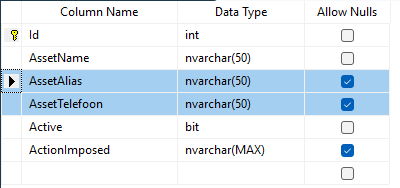 Column Name Data Type Allow Nulls
Id int
AssetName nvarchar(50)
AssetAlias nvarchar(50)
AssetTelefoon nvarchar(50)
Active bit
ActionImposed nvarchar(MAX)